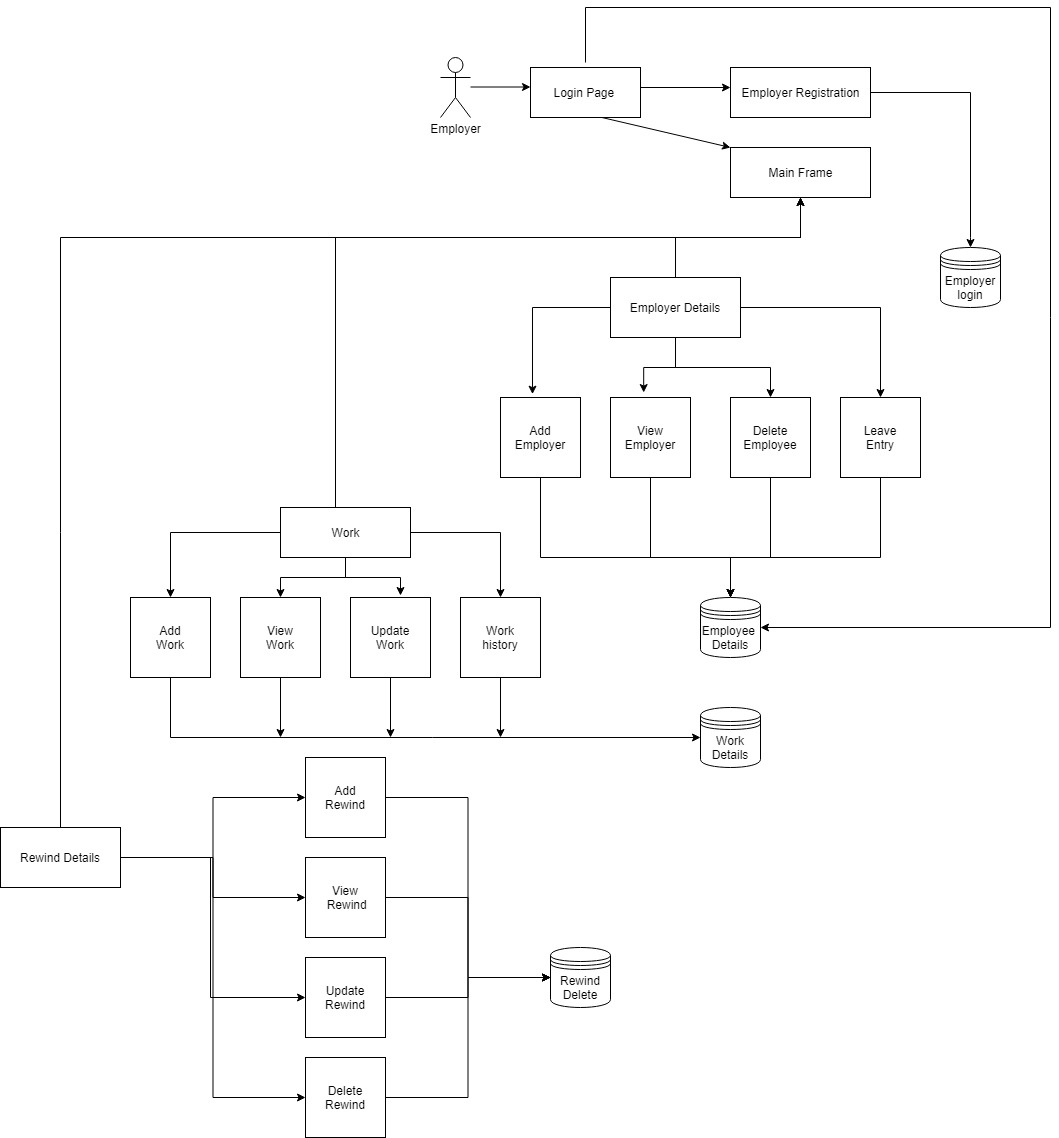 Login Page
Employer Registration
Employer
Main Frame
Employer
login
Employer Details
Add
Employer
View
Employer
Delete
Employee
Leave
Entry
Work
Add
Work
View
Work
Update
Work
Work
history
Employee
Details
Work
Details
Add
Rewind
Rewind Details
View
Rewind
Update
Rewind
Rewind
Delete
Delete
Rewind